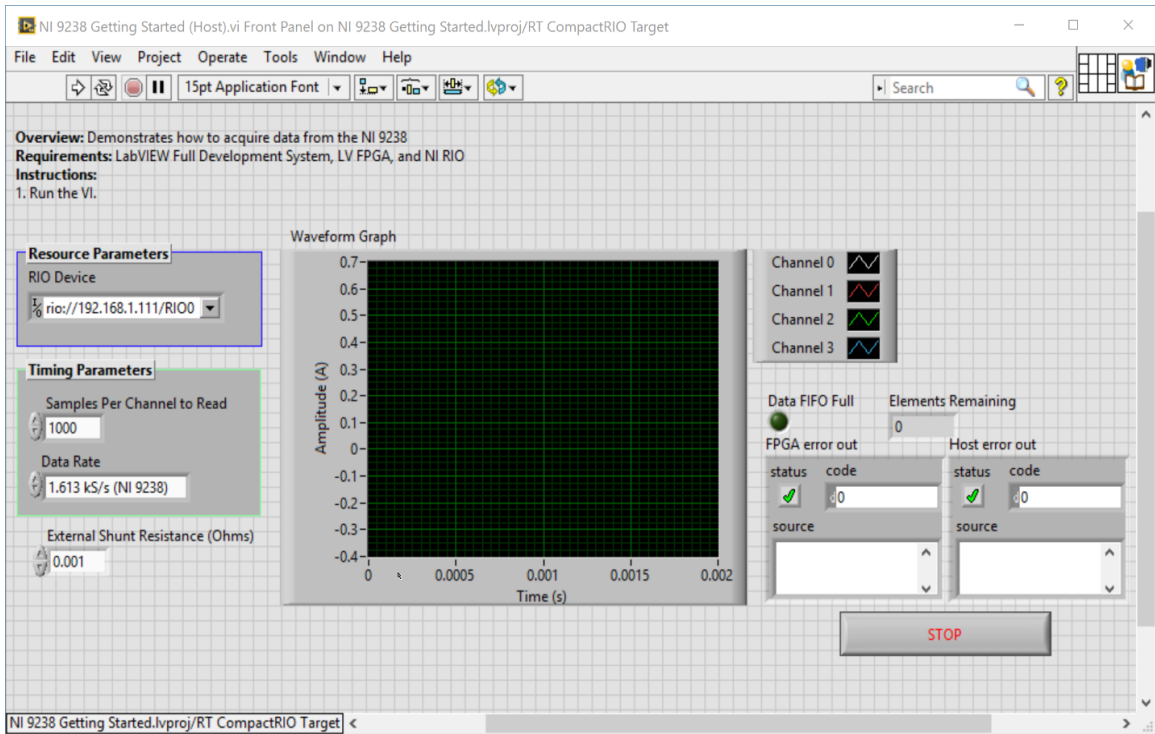 NI 9238 Getting Started (Host).vi Front Panel on NI 9238 Getting Started.lvproj/RT CompactRIO Target
File Edit View Project Operate Tools Window Help
15pt Application Font
Search
Overview: Demonstrates how to acquire data from the NI 9238
Requirements: LabVIEW Full Development System, LV FPGA, and NI RIO
Instructions:
1. Run the VI.
Resource Parameters
RIO Device
I/O rio://192.168.1.111/RIO0
Timing Parameters
Samples Per Channel to Read
1000
Data Rate
1.613 kS/s (NI 9238)
External Shunt Resistance (Ohms)
0.001
Waveform Graph
Amplitude (A)
0.7
0.6
0.5
0.4
0.3
0.2
0.1
0
-0.1
-0.2
-0.3
-0.4
0 0.0005 0.001 0.0015 0.002
Time (s)
Channel 0
Channel 1
Channel 2
Channel 3
Data FIFO Full
Elements Remaining
0
FPGA error out
status code
d0
source
Host error out
status code
d0
source
STOP
NI 9238 Getting Started.lvproj/RT CompactRIO Target